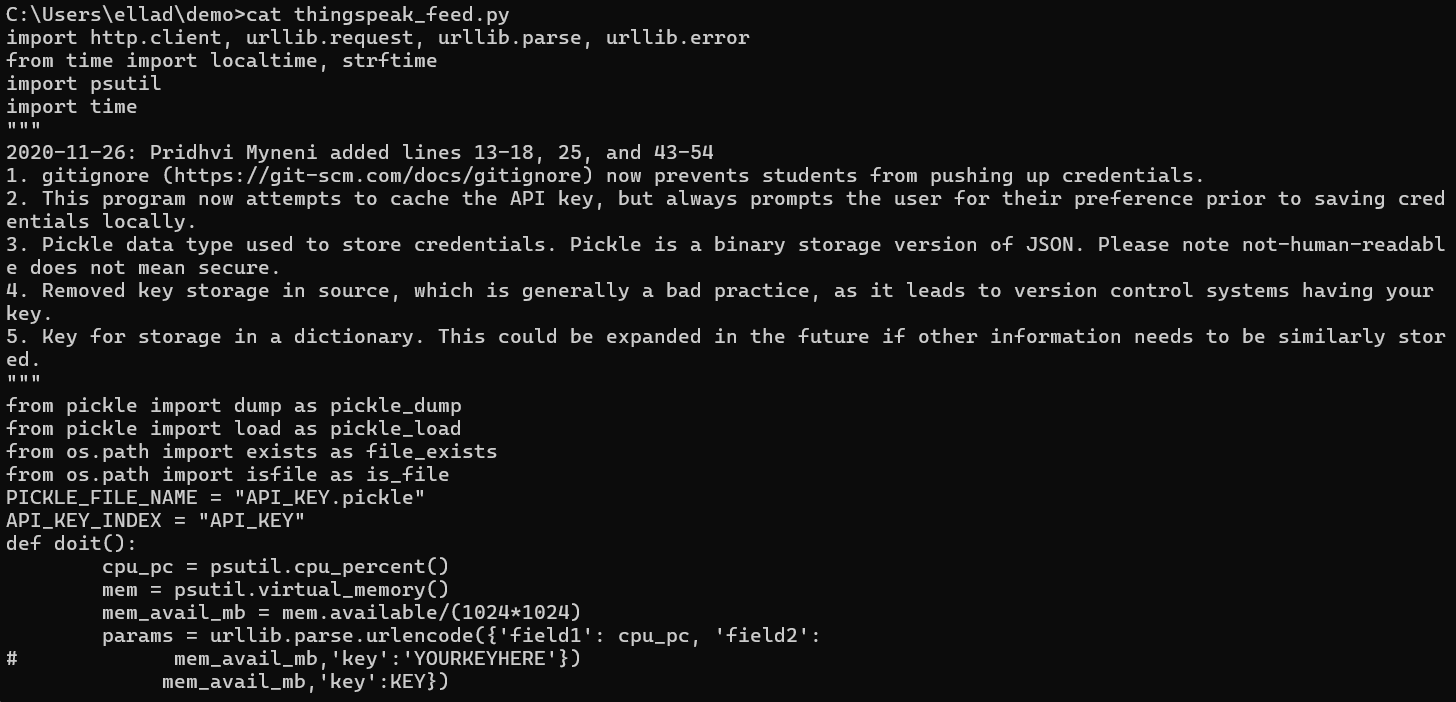 C:\Users\ellad\demo>cat thingspeak_feed.py
import http.client, urllib.request, urllib.parse, urllib.error
from time import localtime, strftime
import psutil
import time
"""
2020-11-26: Pridhvi Myneni added lines 13-18, 25, and 43-54
1. gitignore (https://git-scm.com/docs/gitignore) now prevents students from pushing up credentials.
2. This program now attempts to cache the API key, but always prompts the user for their preference prior to saving cred
entials locally.
3. Pickle data type used to store credentials. Pickle is a binary storage version of JSON. Please note not-human-readabl
e does not mean secure.
4. Removed key storage in source, which is generally a bad practice, as it leads to version control systems having your
key.
5. Key for storage in a dictionary. This could be expanded in the future if other information needs to be similarly stor
ed.
"""
from pickle import dump as pickle_dump
from pickle import load as pickle_load
from os.path import exists as file_exists
from os.path import isfile as is_file
PICKLE_FILE_NAME = "API_KEY.pickle"
API_KEY_INDEX = "API_KEY"
def doit():
        cpu_pc = psutil.cpu_percent()
        mem = psutil.virtual_memory()
        mem_avail_mb = mem.available/(1024*1024)
        params = urllib.parse.urlencode({'field1': cpu_pc, 'field2':
#             mem_avail_mb,'key':'YOURKEYHERE'})
             mem_avail_mb,'key':KEY})